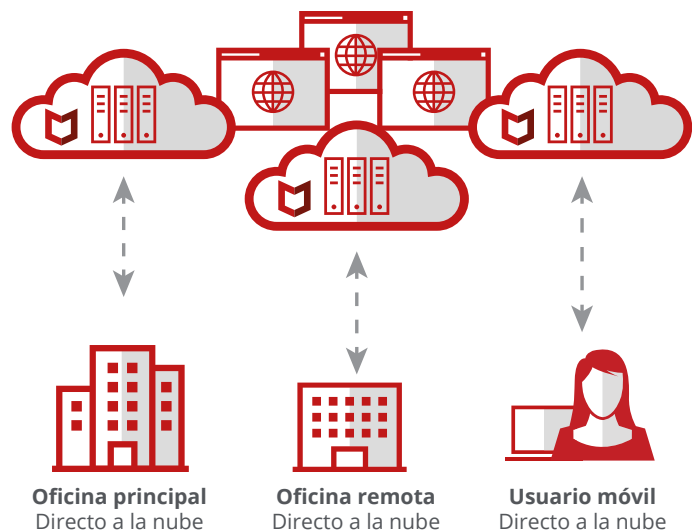 Oficina principal
Directo a la nube
Oficina remota
Directo a la nube
Usuario móvil
Directo a la nube